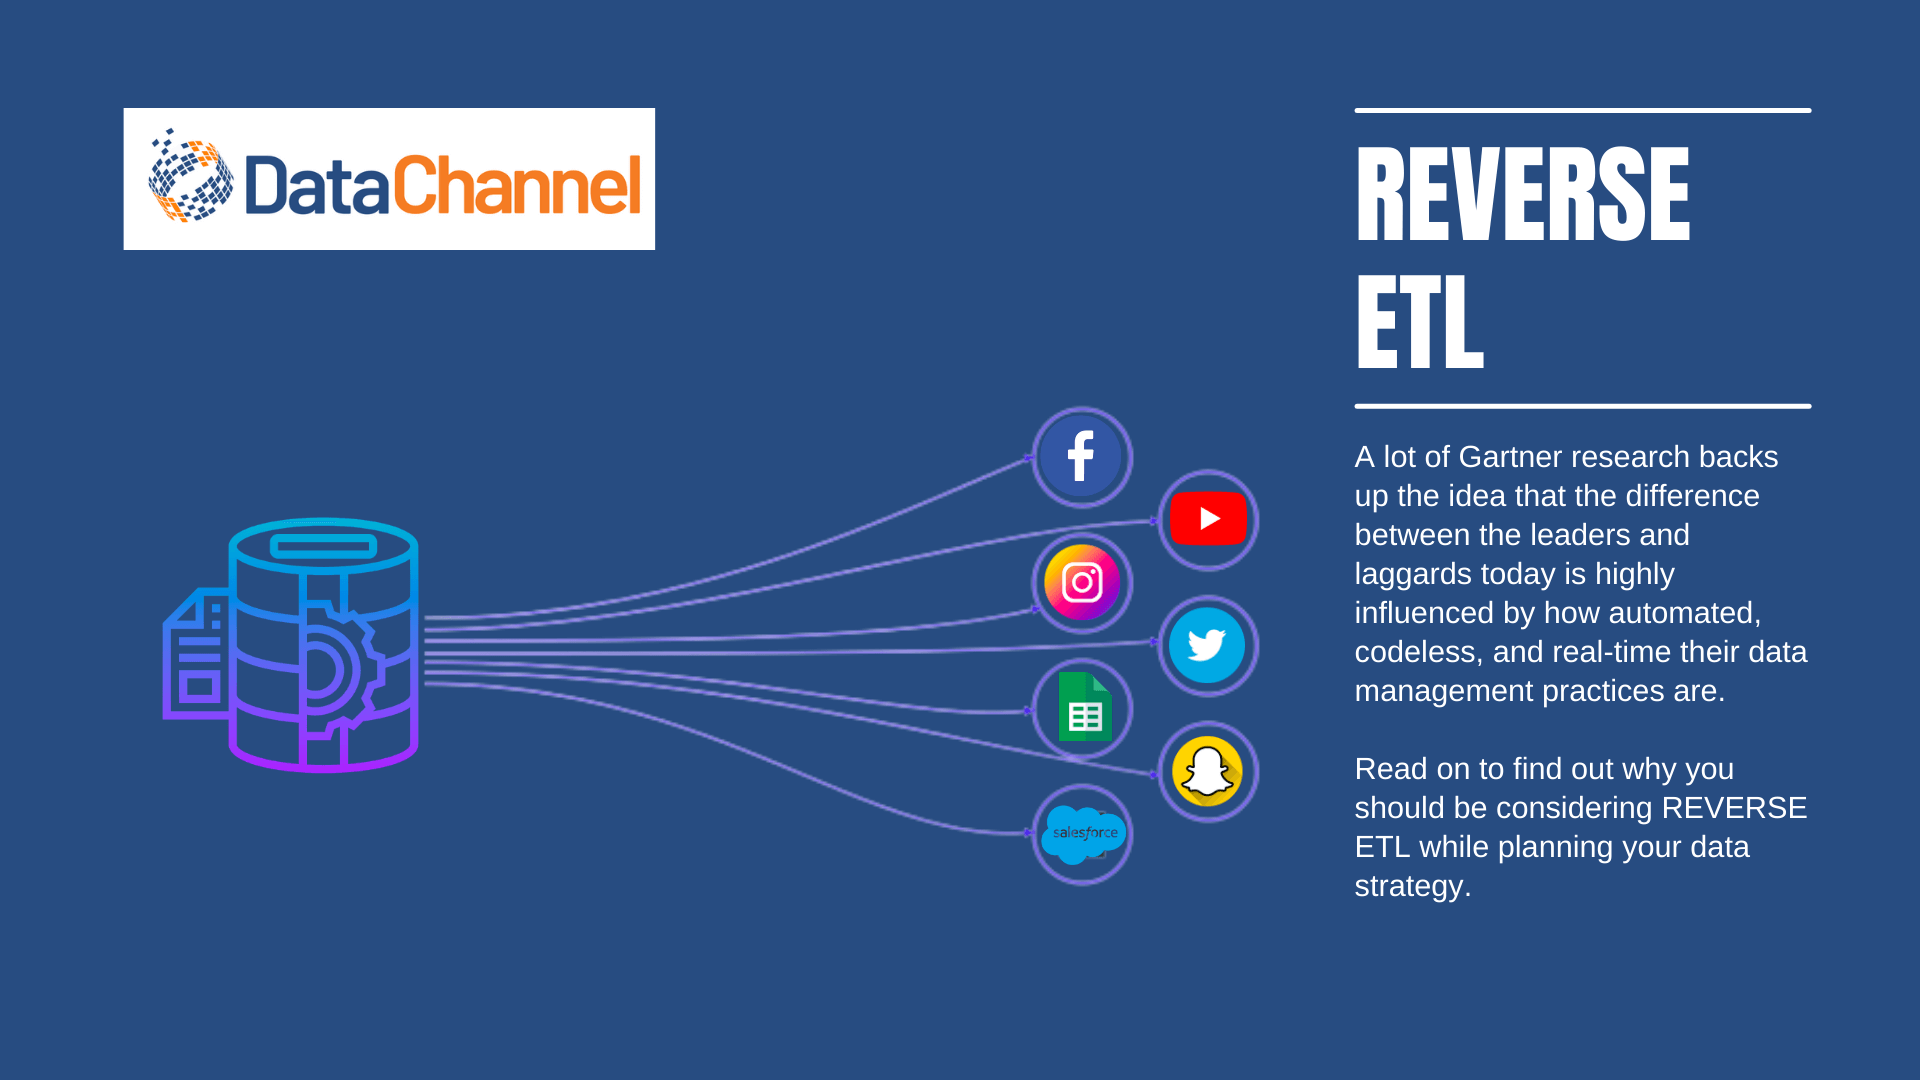 DataChannel
REVERSE
ETL
A lot of Gartner research backs
up the idea that the difference
between the leaders and
laggards today is highly
influenced by how automated,
codeless, and real-time their data
management practices are.
Read on to find out why you
should be considering REVERSE
ETL while planning your data
strategy.
salesforce